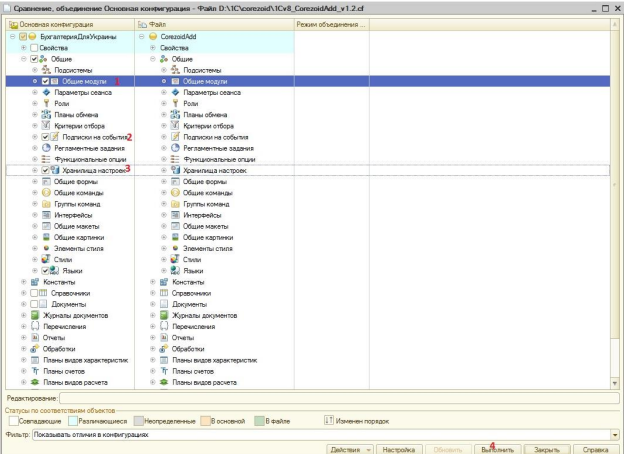 Сравнение, объединение Основная конфигурация - Файл D:\1C\corezoid\1Cv8_CorezoidAdd_v1.2.cf
Основная конфигурация Файл Режим объединения ...
БухгалтерияДляУкраины CorezoidAdd
Свойства Свойства
Общие Общие
Подсистемы Подсистемы
Общие модули 1 Общие модули
Параметры сеанса Параметры сеанса
Роли Роли
Планы обмена Планы обмена
Критерии отбора Критерии отбора
Подписки на события 2 Подписки на события
Регламентные задания Регламентные задания
Функциональные опции Функциональные опции
Хранилища настроек 3 Хранилища настроек
Общие формы Общие формы
Общие команды Общие команды
Группы команд Группы команд
Интерфейсы Интерфейсы
Общие макеты Общие макеты
Общие картинки Общие картинки
Элементы стиля Элементы стиля
Стили Стили
Языки Языки
Константы Константы
Справочники Справочники
Документы Документы
Журналы документов Журналы документов
Перечисления Перечисления
Отчеты Отчеты
Обработки Обработки
Планы видов характеристик Планы видов характеристик
Планы счетов Планы счетов
Планы видов расчета Планы видов расчета
Редактирование:
Статусы по соответствиям объектов
Совпадающие Различающиеся Неопределенные В основной В файле Изменен порядок
Фильтр: Показывать отличия в конфигурациях
4
Действия Настройка Обновить Выполнить Закрыть Справка